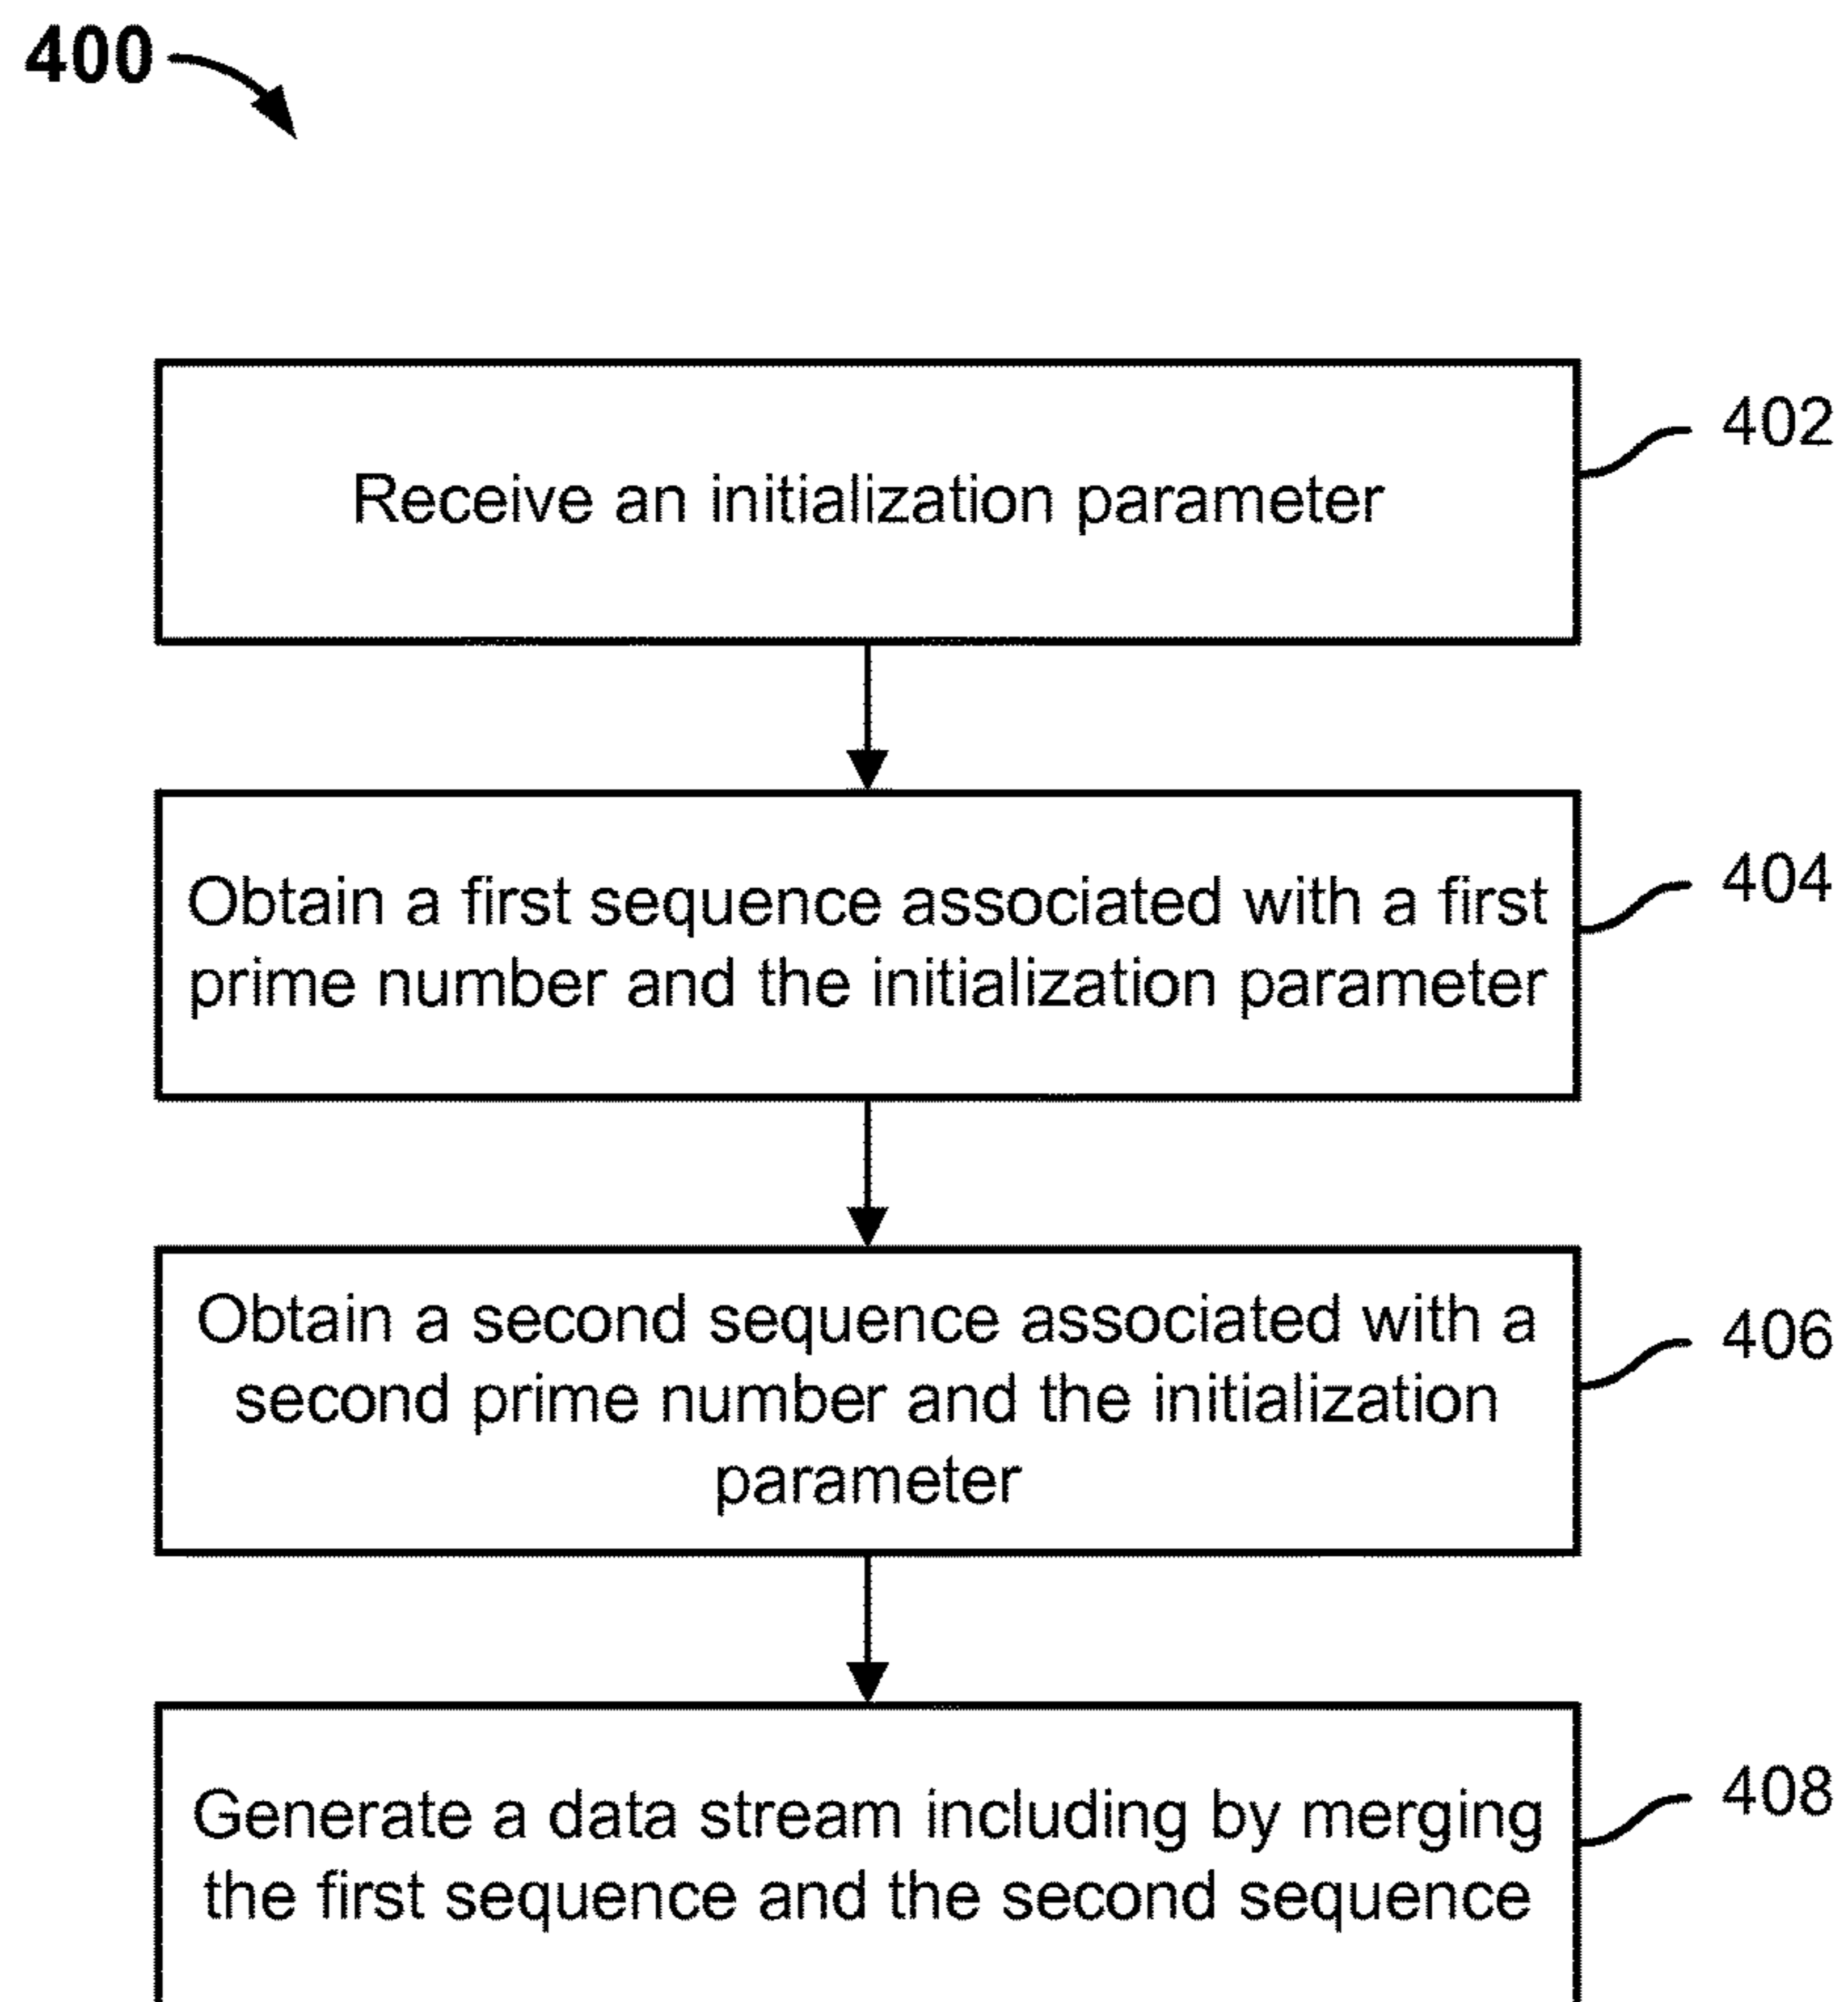 400
Receive an initialization parameter
402
Obtain a first sequence associated with a first
prime number and the initialization parameter
404
Obtain a second sequence associated with a
second prime number and the initialization
parameter
406
Generate a data stream including by merging
the first sequence and the second sequence
408